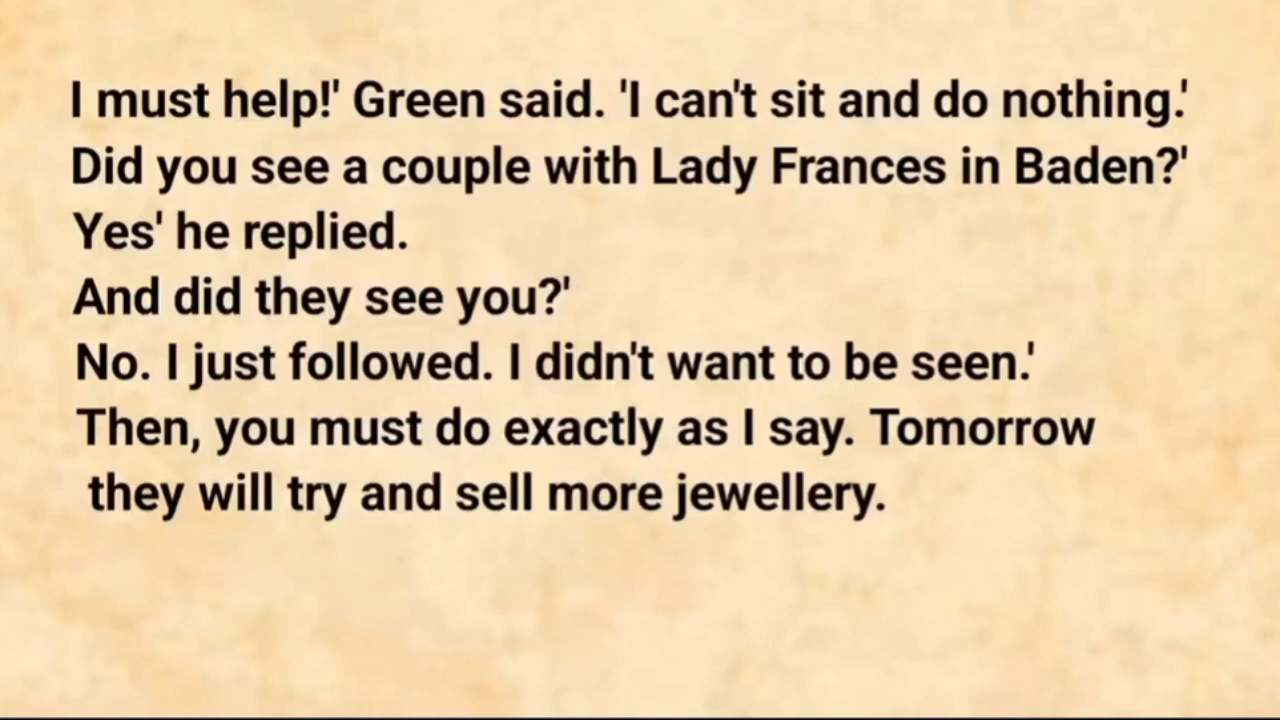 I must help!' Green said. 'I can't sit and do nothing.'
Did you see a couple with Lady Frances in Baden?'
Yes' he replied.
And did they see you?'
No. I just followed. I didn't want to be seen.'
Then, you must do exactly as I say. Tomorrow
they will try and sell more jewellery.